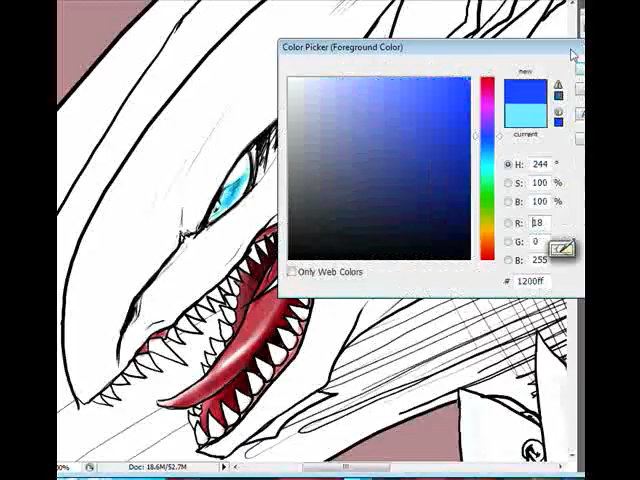 Color Picker (Foreground Color)
new
current
H: 244 °
S: 100 %
B: 100 %
R: 18
G: 0
B: 255
# 1200ff
Only Web Colors
Doc: 18.6M/52.7M